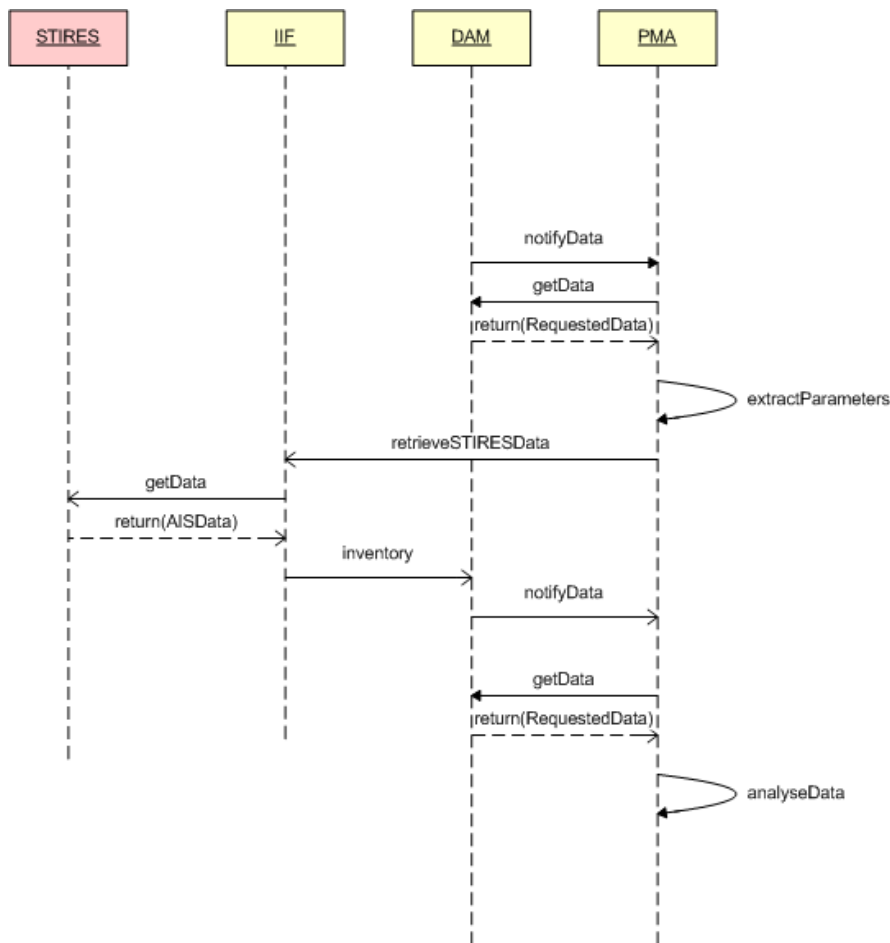 STIRES
IIF
DAM
PMA
notifyData
getData
return(RequestedData)
extractParameters
retrieveSTIRESData
getData
return(AISData)
inventory
notifyData
getData
return(RequestedData)
analyseData